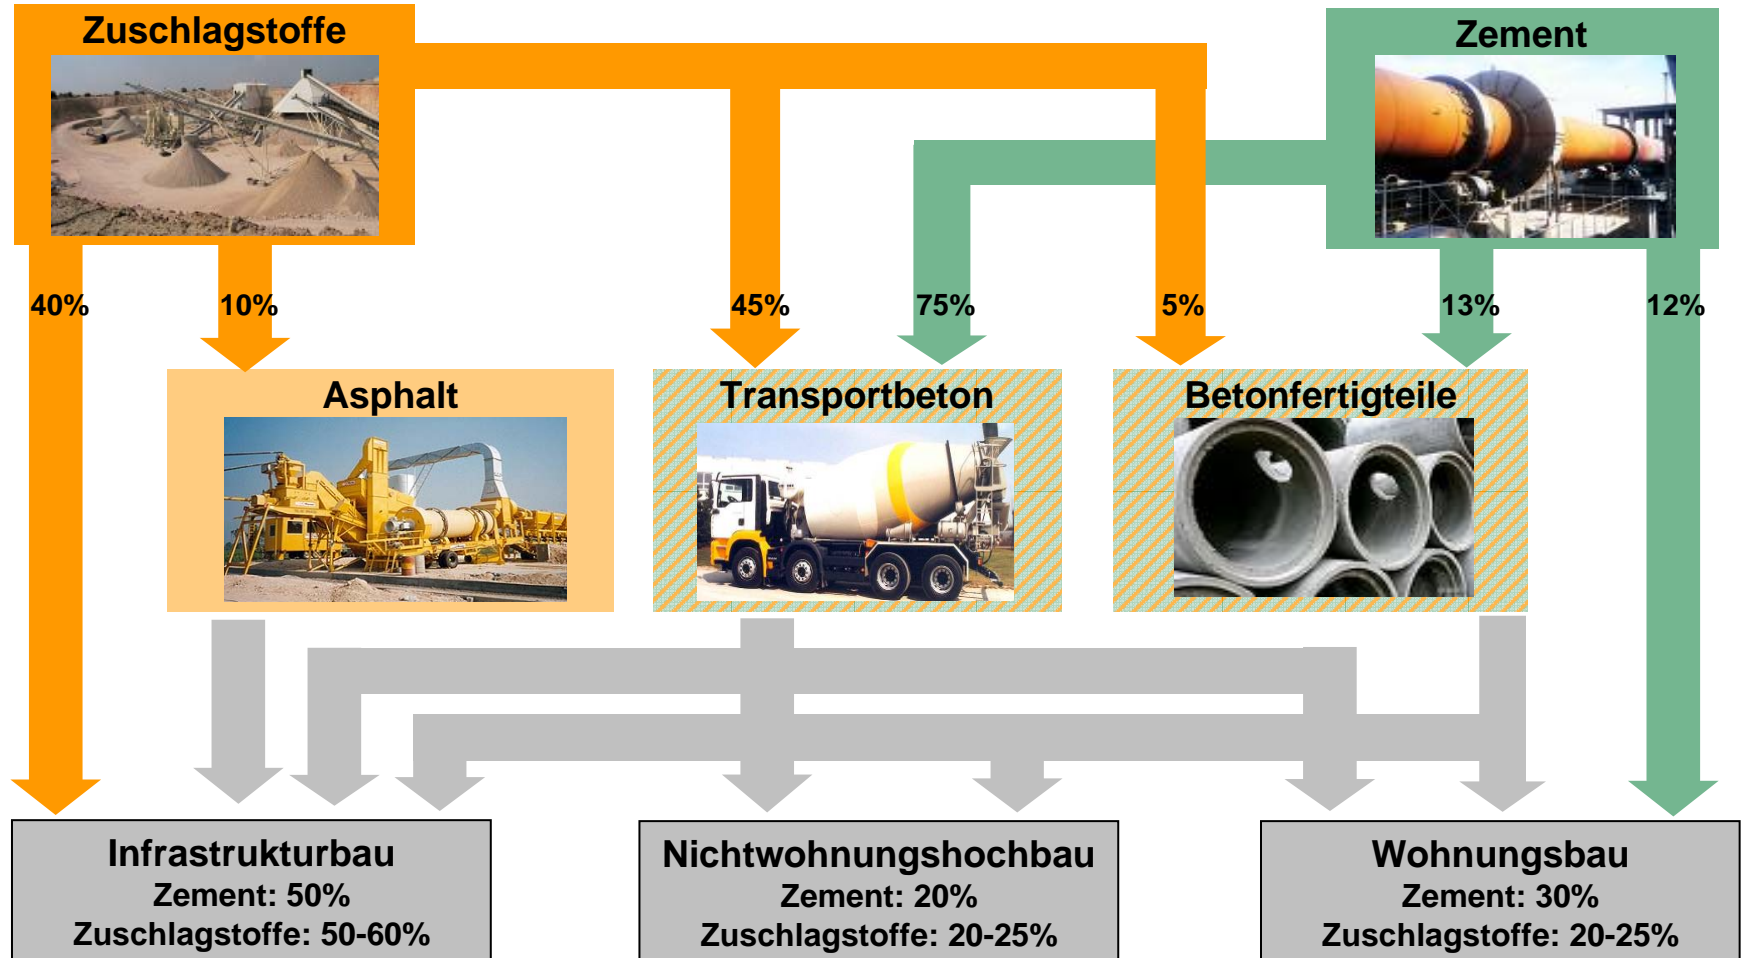 Zuschlagstoffe
Zement
40%
10%
45%
75%
5%
13%
12%
Asphalt
Transportbeton
Betonfertigteile
Infrastrukturbau
Zement: 50%
Zuschlagstoffe: 50-60%
Nichtwohnungshochbau
Zement: 20%
Zuschlagstoffe: 20-25%
Wohnungsbau
Zement: 30%
Zuschlagstoffe: 20-25%